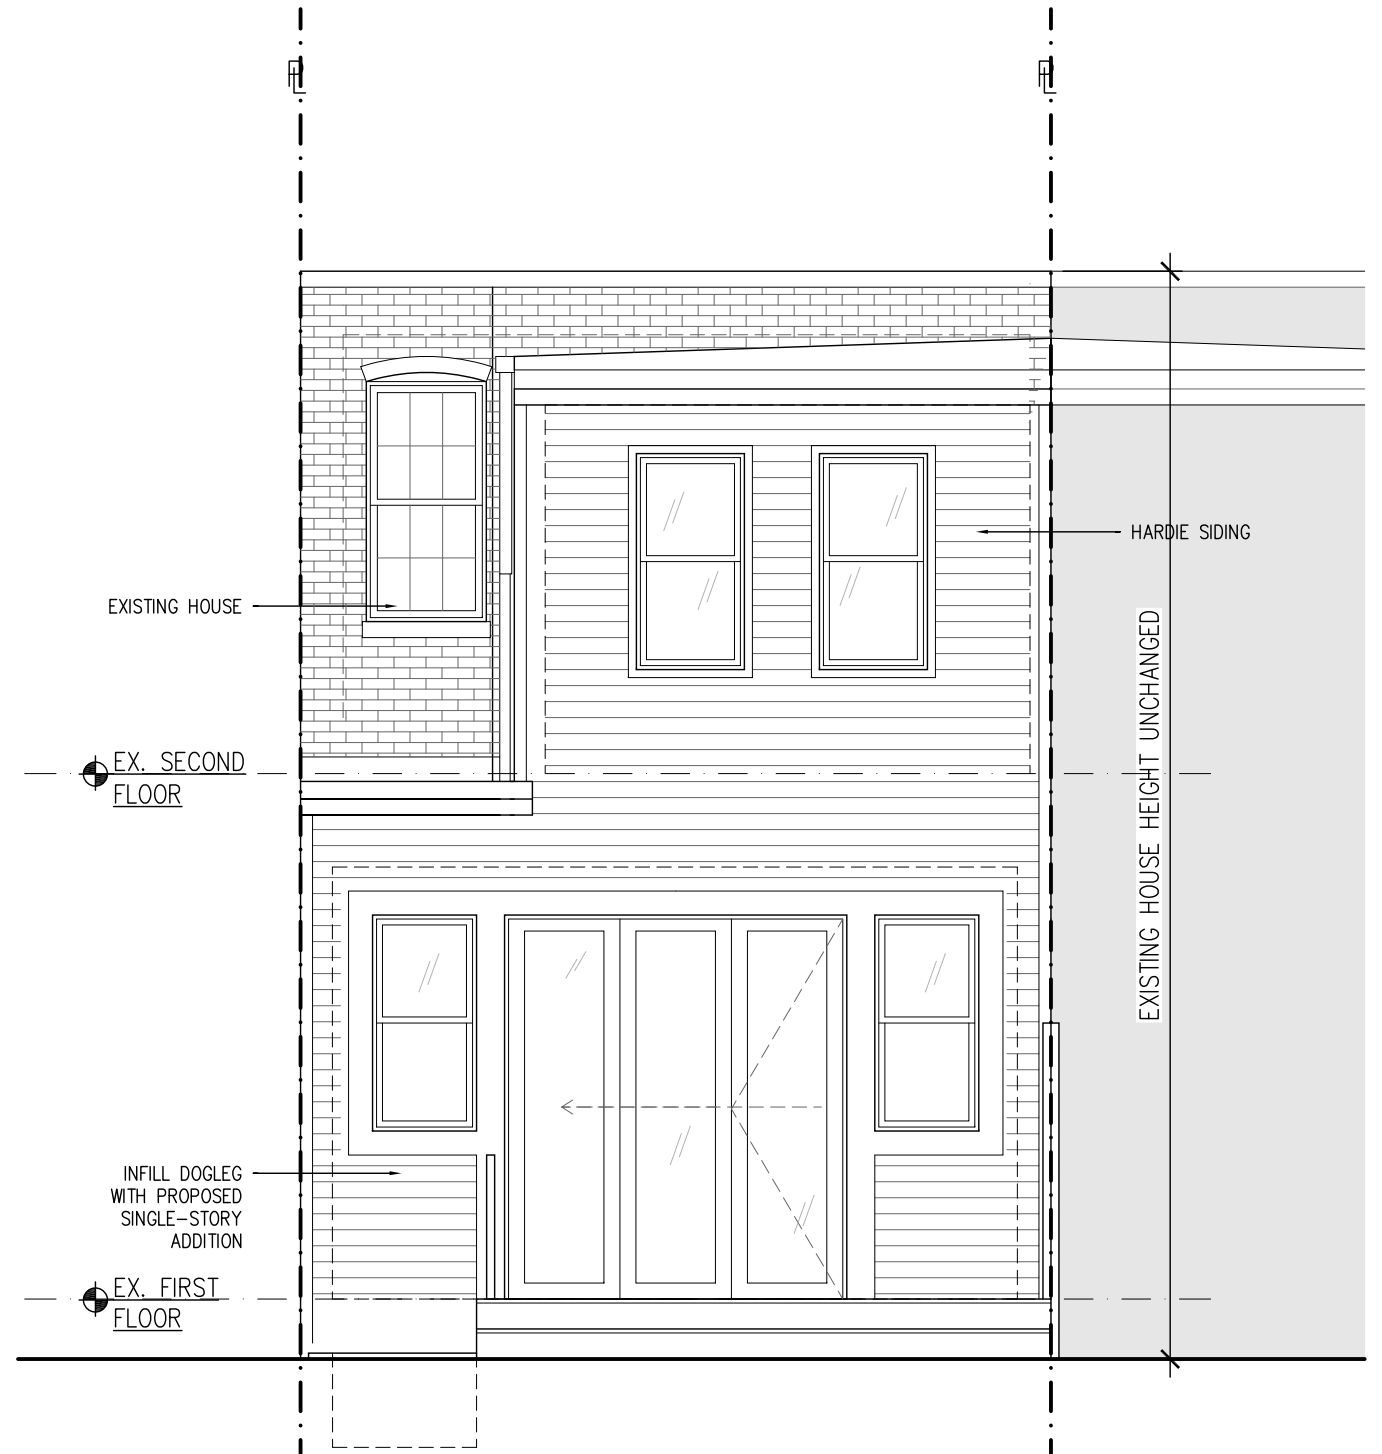 PL
PL
HARDIE SIDING
EXISTING HOUSE
EXISTING HOUSE HEIGHT UNCHANGED
EX. SECOND
FLOOR
INFILL DOGLEG
WITH PROPOSED
SINGLE-STORY
ADDITION
EX. FIRST
FLOOR